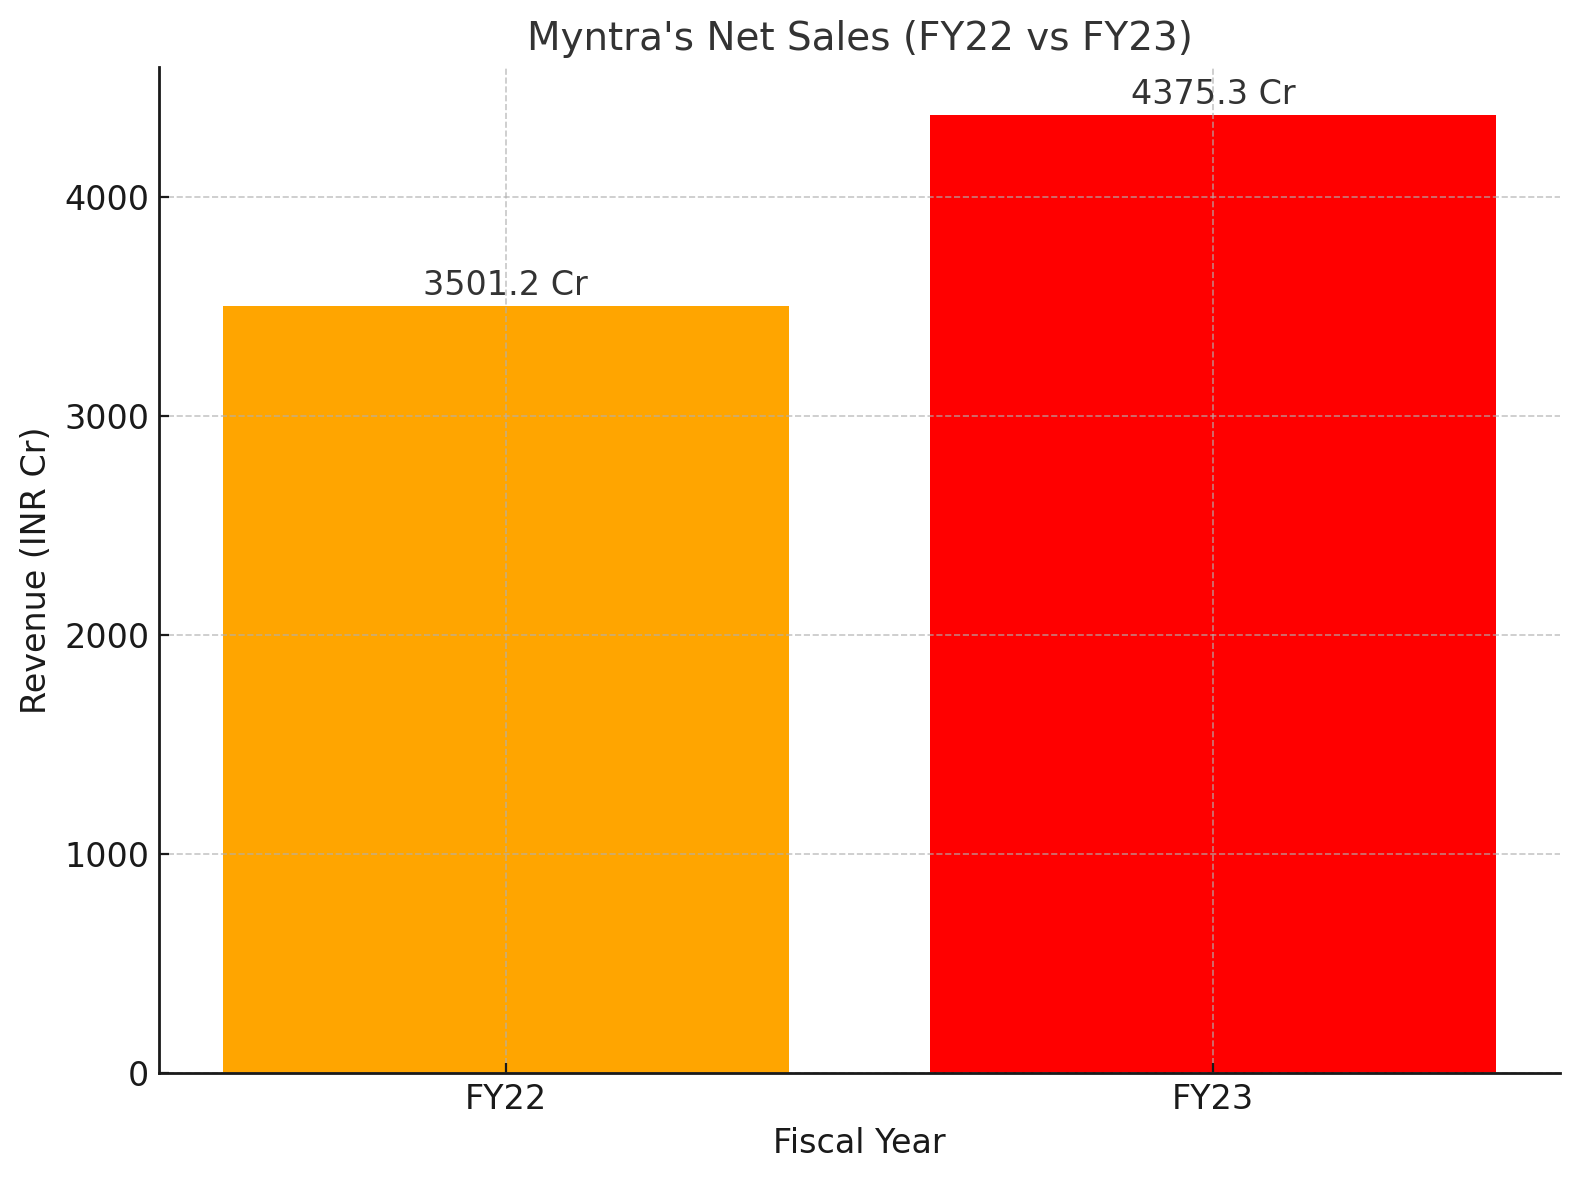 Myntra's Net Sales (FY22 vs FY23)
4375.3 Cr
3501.2 Cr
4000
3000
2000
1000
0
Revenue (INR Cr)
FY22
FY23
Fiscal Year